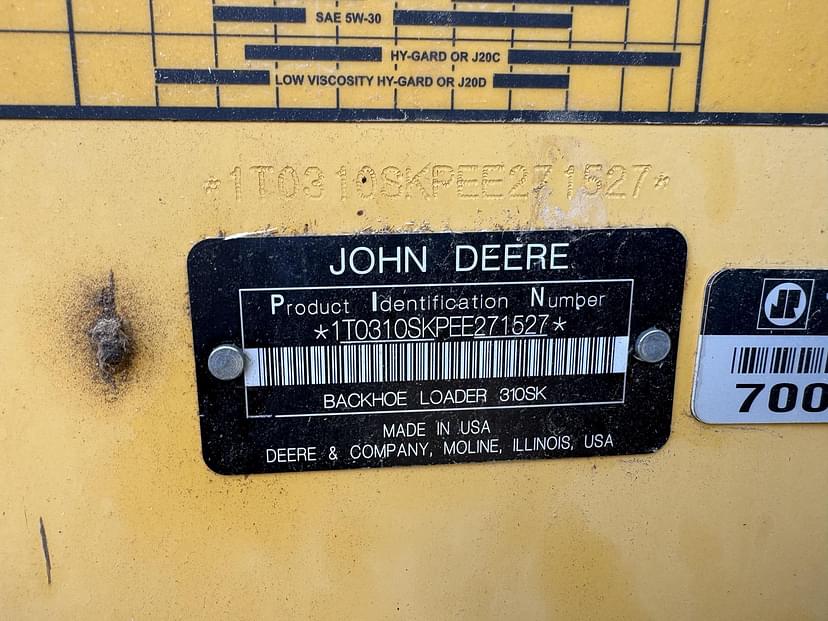 SAE 5W-30
HY-GARD OR J20C
LOW VISCOSITY HY-GARD OR J20D
*1T0310SKPEE271527*
JOHN DEERE
Product Identification Number
*1T0310SKPEE271527*
BACKHOE LOADER 310SK
MADE IN USA
DEERE & COMPANY, MOLINE, ILLINOIS, USA
JR
700